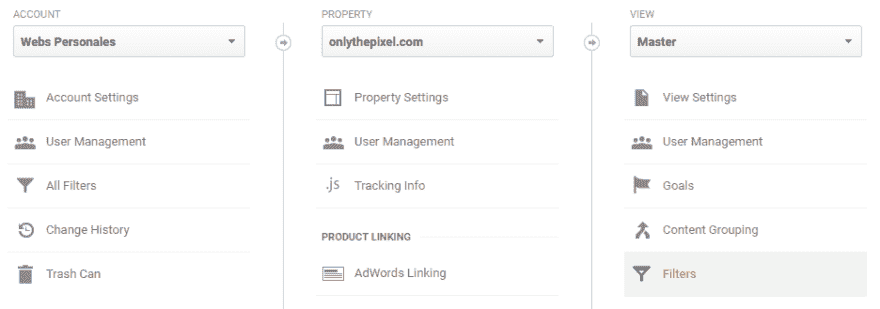 ACCOUNT
Webs Personales
Account Settings
User Management
All Filters
Change History
Trash Can
PROPERTY
onlythepixel.com
Property Settings
User Management
.js Tracking Info
PRODUCT LINKING
AdWords Linking
VIEW
Master
View Settings
User Management
Goals
Content Grouping
Filters